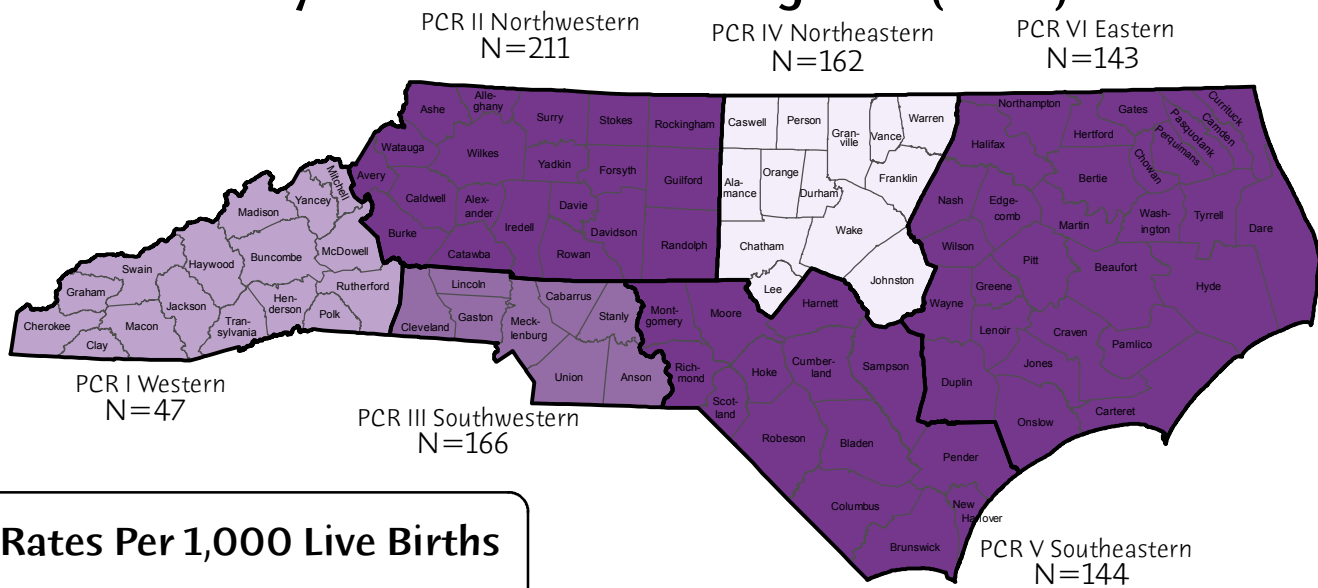 PCR II Northwestern
N=211
PCR IV Northeastern
N=162
PCR VI Eastern
N=143
Ashe
Alle-
ghany
Surry
Stokes
Rockingham
Watauga
Wilkes
Yadkin
Forsyth
Guilford
Avery
Caldwell
Alex-
ander
Iredell
Davie
Davidson
Randolph
Burke
Catawba
Rowan
Caswell
Person
Gran-
ville
Vance
Warren
Ala-
mance
Orange
Durham
Franklin
Chatham
Wake
Lee
Johnston
Northampton
Gates
Currituck
Camden
Pasquotank
Perquimans
Chowan
Hertford
Halifax
Bertie
Nash
Edge-
comb
Martin
Wash-
ington
Tyrrell
Dare
Wilson
Pitt
Beaufort
Hyde
Wayne
Greene
Lenoir
Craven
Pamlico
Jones
Duplin
Onslow
Carteret
Mitchell
Yancey
Madison
McDowell
Buncombe
Haywood
Swain
Rutherford
Graham
Jackson
Hen-
derson
Polk
Cherokee
Macon
Tran-
sylvania
Clay
Lincoln
Cabarrus
Cleveland
Gaston
Meck-
lenburg
Stanly
Union
Anson
Mont-
gomery
Moore
Harnett
Rich-
mond
Hoke
Cumber-
land
Sampson
Scot-
land
Robeson
Bladen
Pender
Columbus
New
Hanover
Brunswick
PCR I Western
N=47
PCR III Southwestern
N=166
PCR V Southeastern
N=144
Rates Per 1,000 Live Births